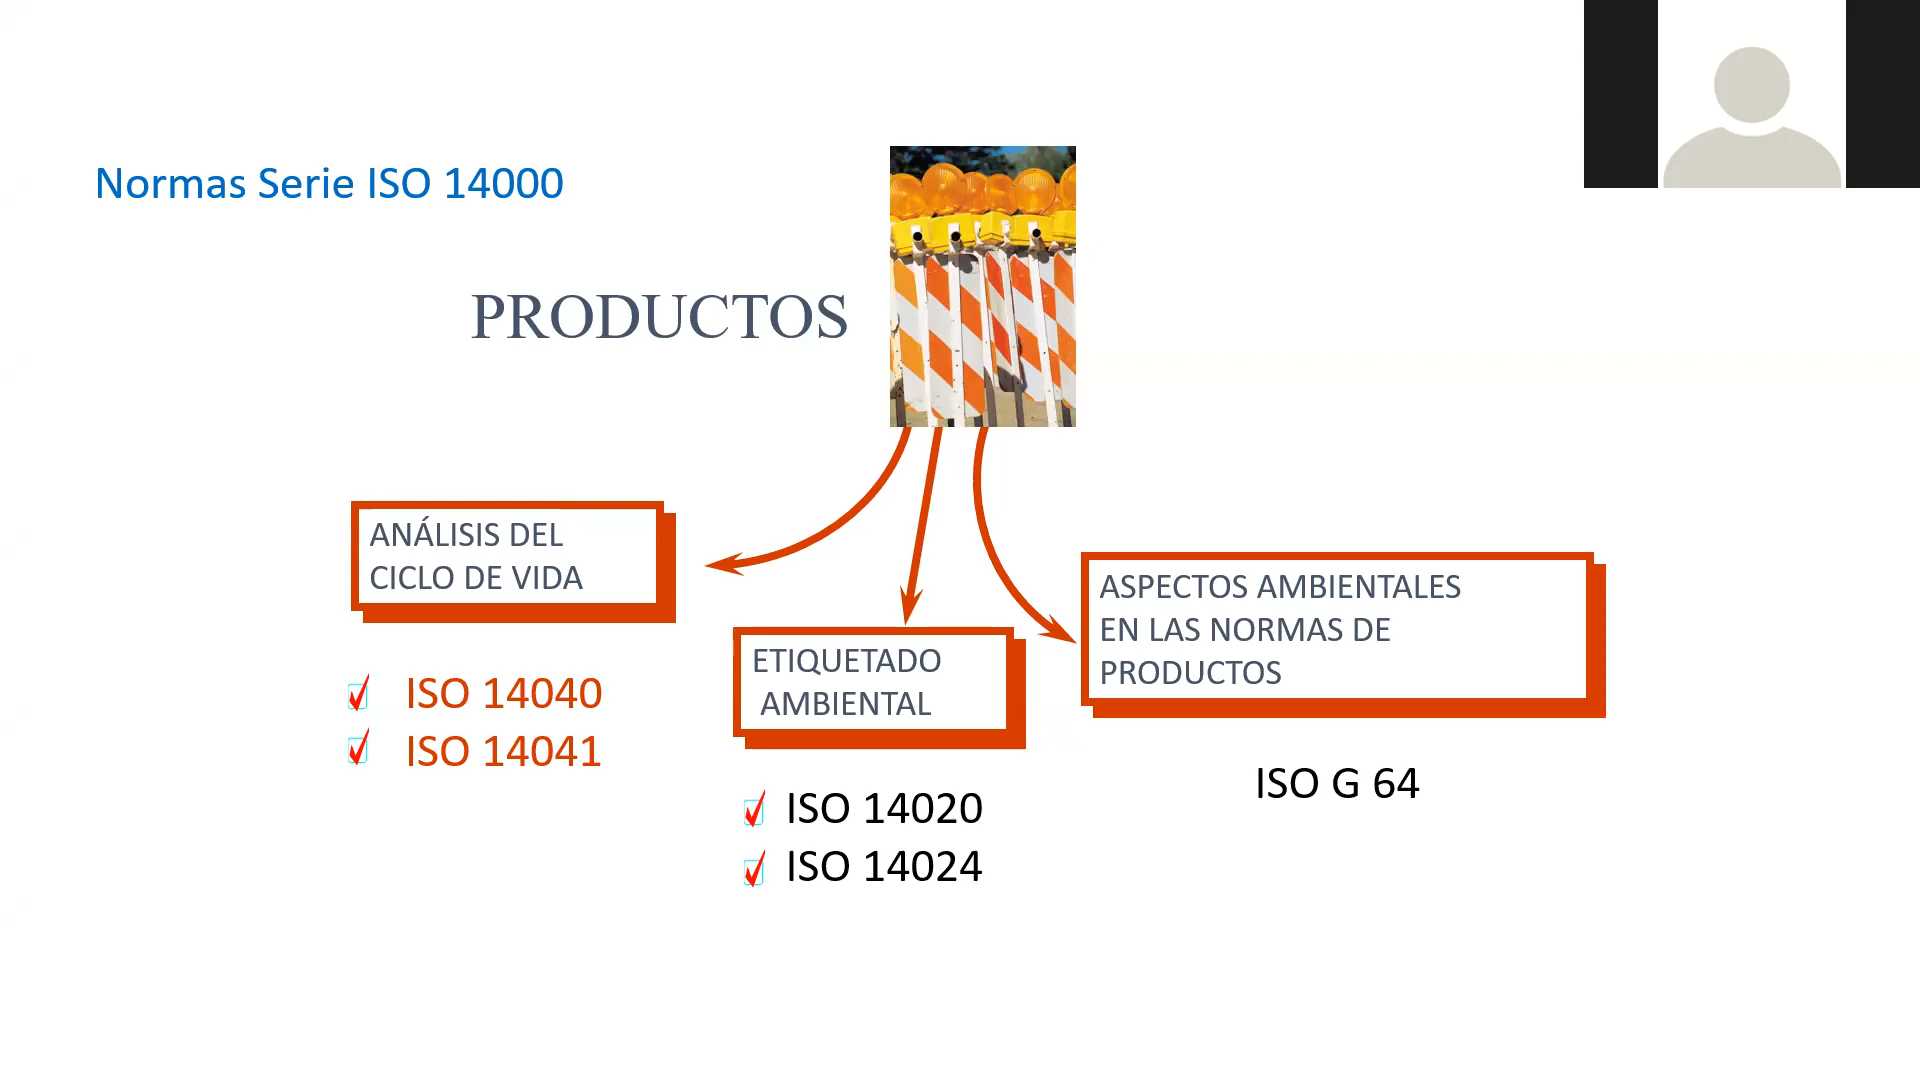 Normas Serie ISO 14000
PRODUCTOS
ANÁLISIS DEL
CICLO DE VIDA
ISO 14040
ISO 14041
ETIQUETADO
AMBIENTAL
ISO 14020
ISO 14024
ASPECTOS AMBIENTALES
EN LAS NORMAS DE
PRODUCTOS
ISO G 64